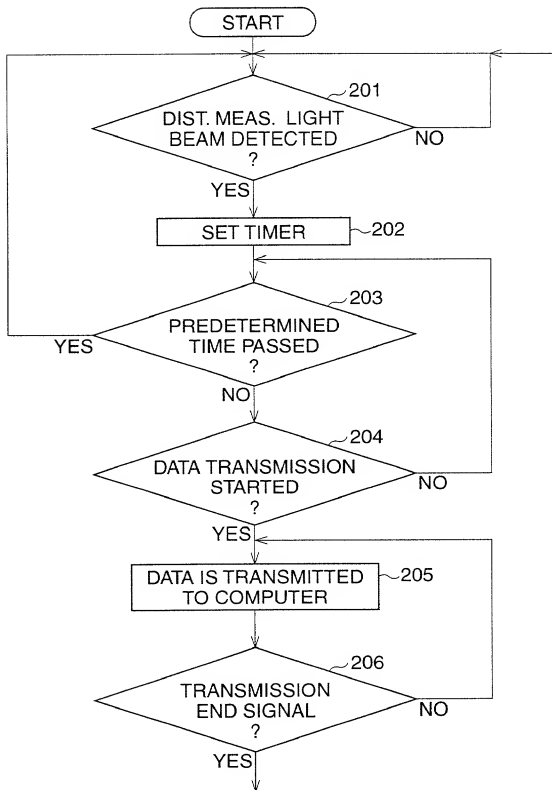 START
201
DIST. MEAS. LIGHT
BEAM DETECTED
?
NO
YES
SET TIMER
202
203
PREDETERMINED
TIME PASSED
?
YES
NO
204
DATA TRANSMISSION
STARTED
?
NO
YES
DATA IS TRANSMITTED
TO COMPUTER
205
206
TRANSMISSION
END SIGNAL
?
NO
YES